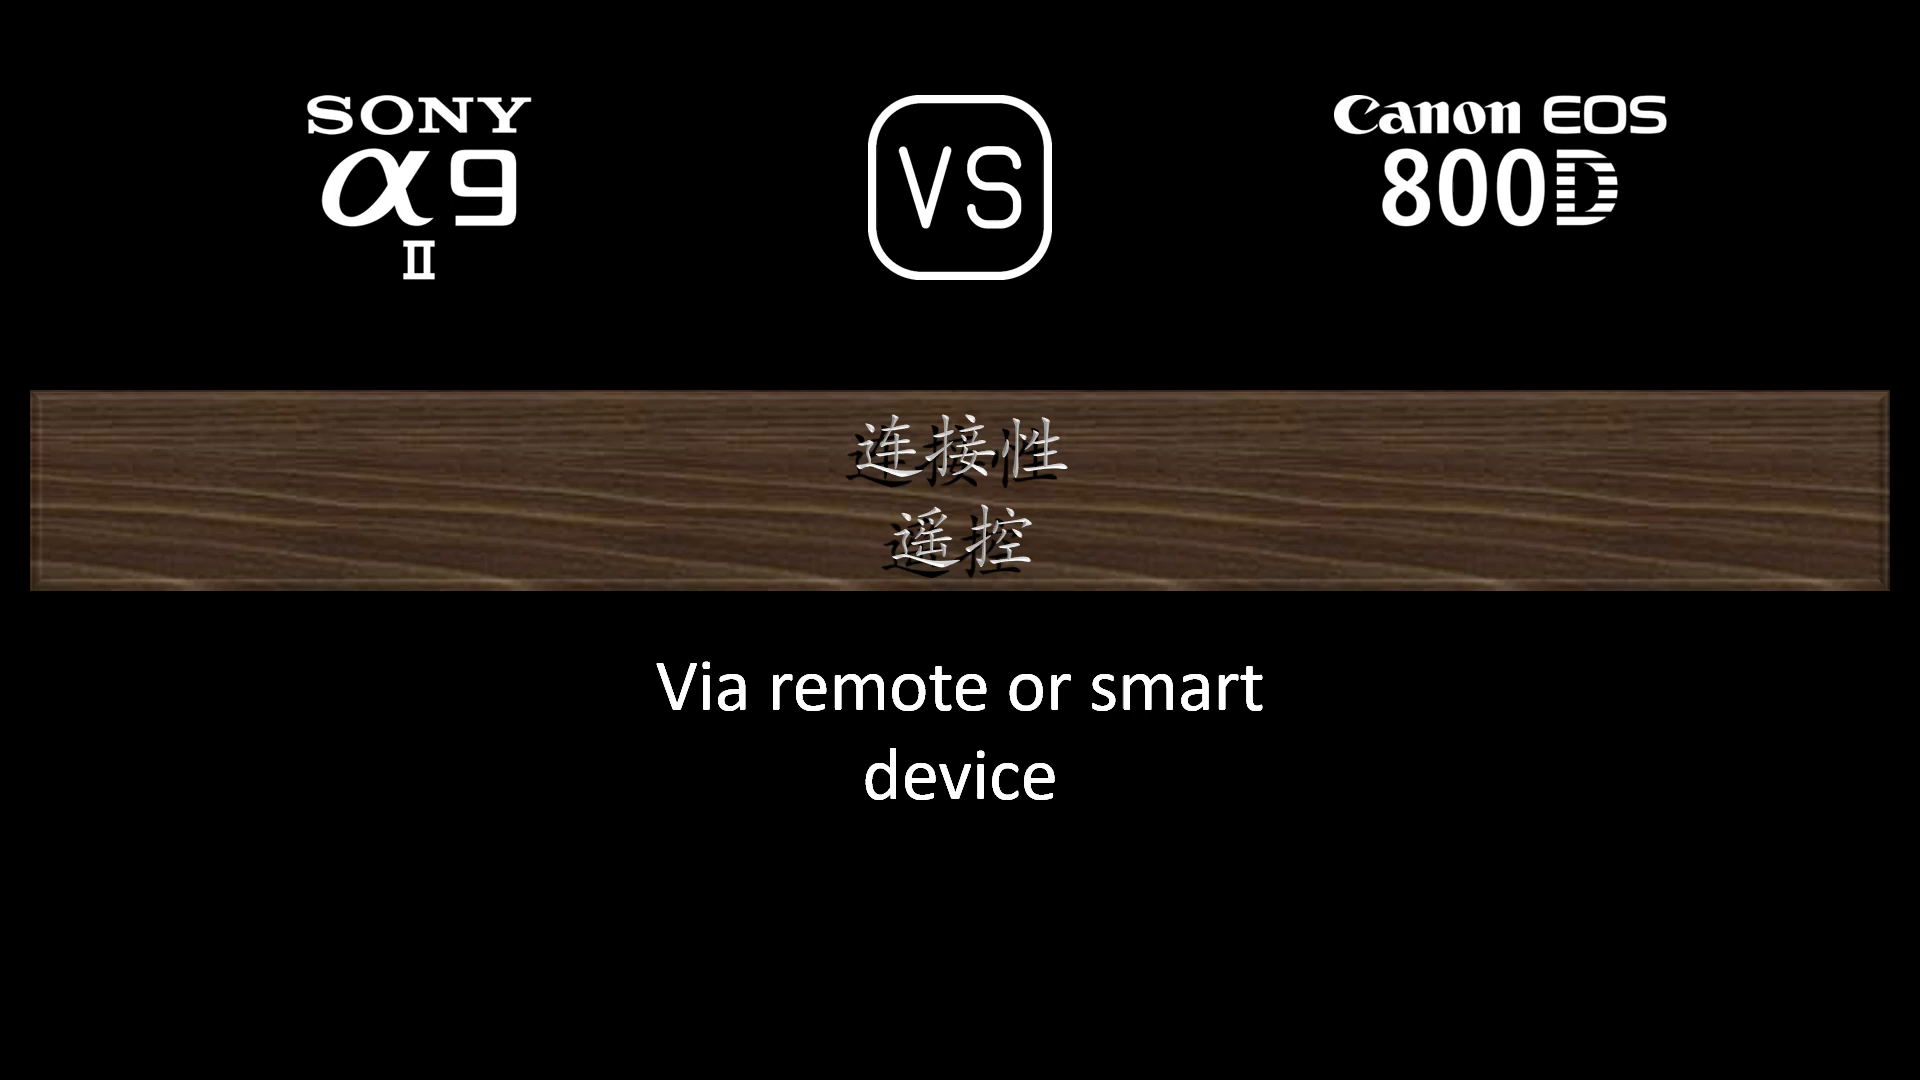 SONY
α9
II
VS
Canon EOS
800D
连接性
遥控
Via remote or smart
device